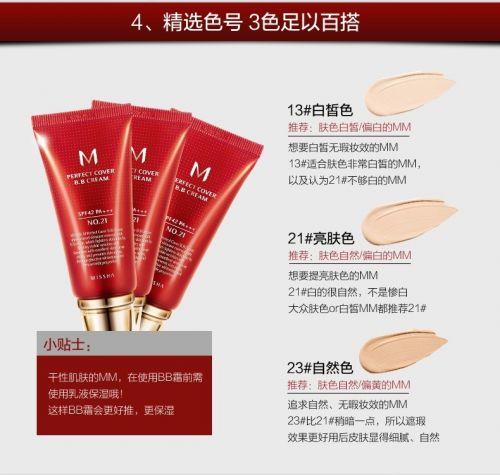 4、精选色号 3色足以百搭
M
PERFECT COVER
B.B CREAM
SPF42 PA+++
NO.21
MISSHA
M
PERFECT COVER
B.B CREAM
SPF42 PA+++
NO.21
13#白皙色
推荐：肤色白皙/偏白的MM
想要白皙无瑕妆效的MM
13#适合肤色非常白皙的MM，
以及认为21#不够白的MM
21#亮肤色
推荐：肤色自然/偏白的MM
想要提亮肤色的MM
21#白的很自然，不是惨白
大众肤色or白皙MM都推荐21#
23#自然色
推荐：肤色自然/偏黄的MM
追求自然、无瑕妆效的MM
23#比21#稍暗一点，所以遮瑕
效果更好用后皮肤显得细腻、自然
小贴士：
干性肌肤的MM，在使用BB霜前需
使用乳液保湿哦！
这样BB霜会更好推，更保湿